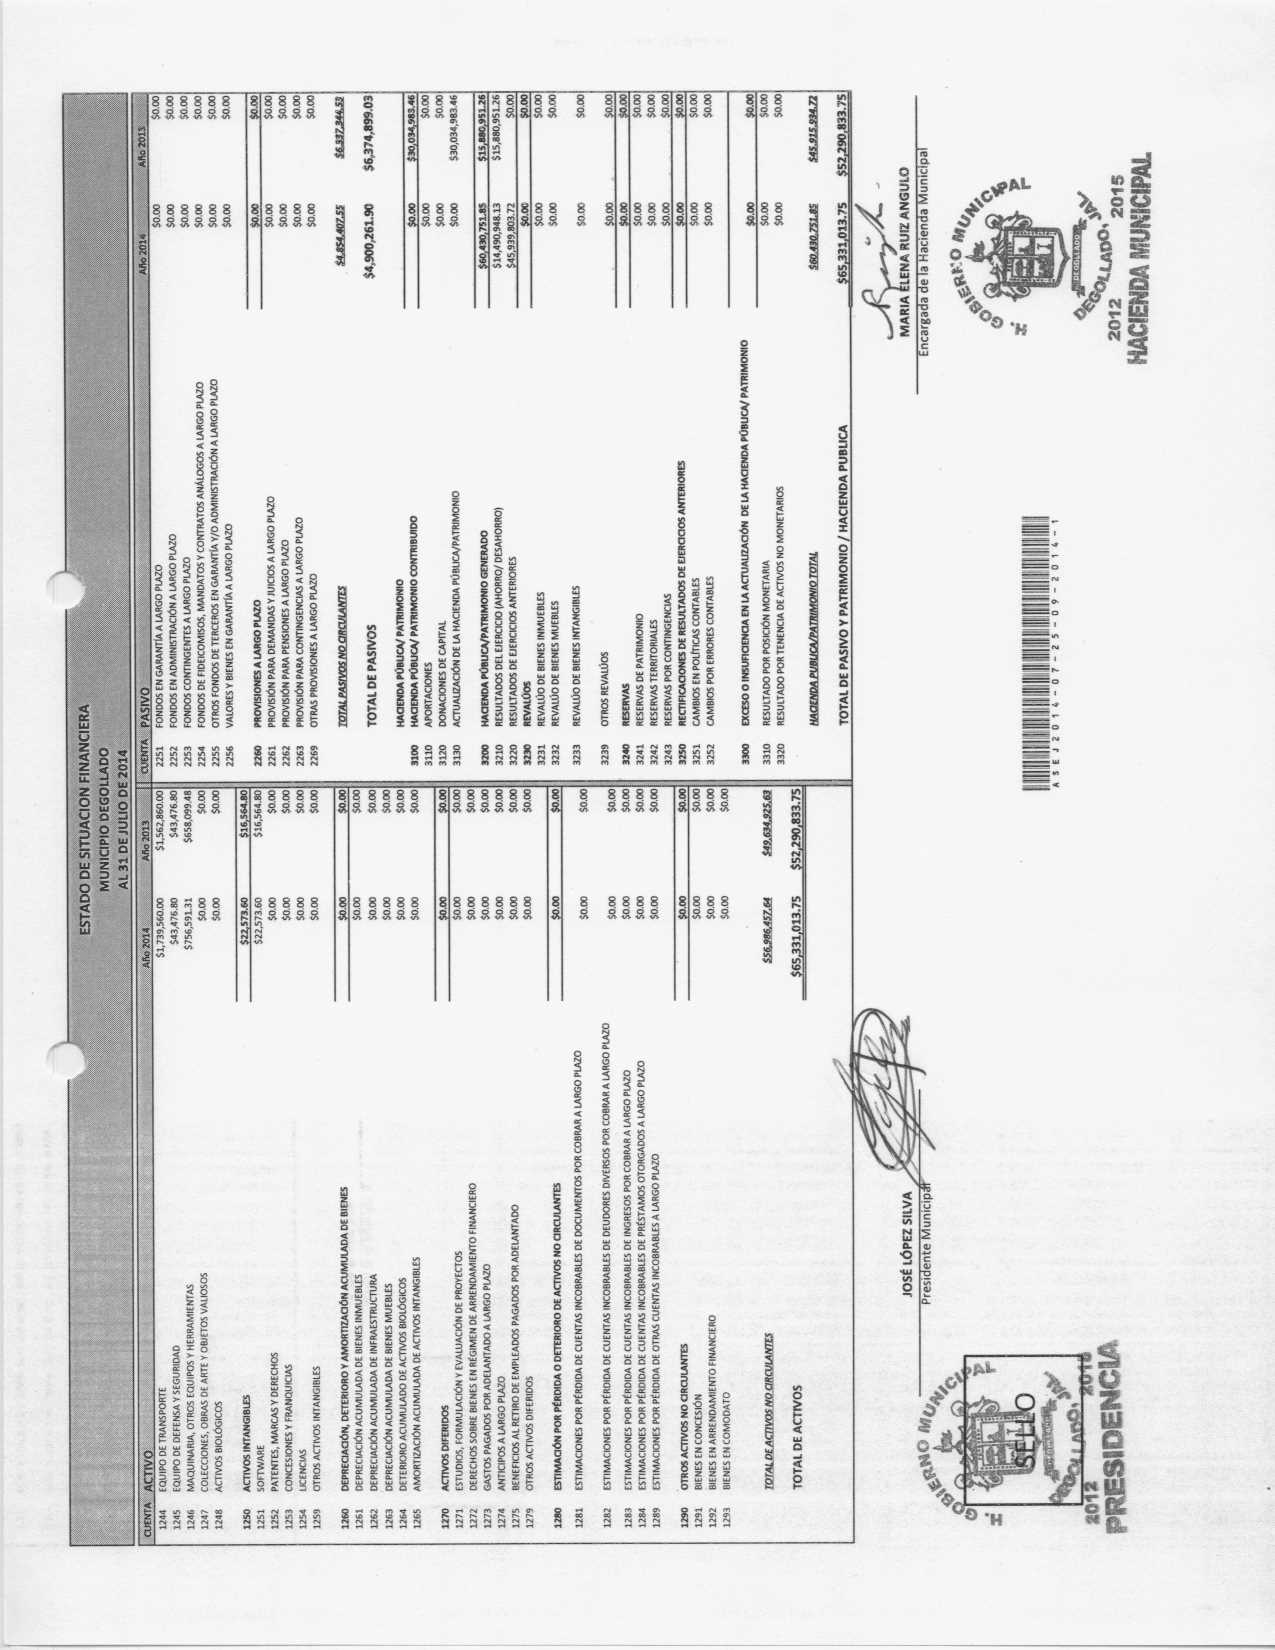 ESTADO DE SITUACION FINANCIERA
MUNICIPIO DEGOLLADO
AL 31 DE JULIO DE 2014
CUENTA ACTIVO Año 2014 Año 2013
1244 EQUIPO DE TRANSPORTE $1,739,560.00 $1,562,860.00
1245 EQUIPO DE DEFENSA Y SEGURIDAD $43,476.80 $43,476.80
1246 MAQUINARIA, OTROS EQUIPOS Y HERRAMIENTAS $756,591.31 $658,099.48
1247 COLECCIONES, OBRAS DE ARTE Y OBJETOS VALIOSOS $0.00 $0.00
1248 ACTIVOS BIOLÓGICOS $0.00 $0.00
1250 ACTIVOS INTANGIBLES $22,573.60 $16,564.80
1251 SOFTWARE $22,573.60 $16,564.80
1252 PATENTES, MARCAS Y DERECHOS $0.00 $0.00
1253 CONCESIONES Y FRANQUICIAS $0.00 $0.00
1254 LICENCIAS $0.00 $0.00
1259 OTROS ACTIVOS INTANGIBLES $0.00 $0.00
1260 DEPRECIACIÓN, DETERIORO Y AMORTIZACIÓN ACUMULADA DE BIENES $0.00 $0.00
1261 DEPRECIACIÓN ACUMULADA DE BIENES INMUEBLES $0.00 $0.00
1262 DEPRECIACIÓN ACUMULADA DE INFRAESTRUCTURA $0.00 $0.00
1263 DEPRECIACIÓN ACUMULADA DE BIENES MUEBLES $0.00 $0.00
1264 DETERIORO ACUMULADO DE ACTIVOS BIOLÓGICOS $0.00 $0.00
1265 AMORTIZACIÓN ACUMULADA DE ACTIVOS INTANGIBLES $0.00 $0.00
1270 ACTIVOS DIFERIDOS $0.00 $0.00
1271 ESTUDIOS, FORMULACIÓN Y EVALUACIÓN DE PROYECTOS $0.00 $0.00
1272 DERECHOS SOBRE BIENES EN RÉGIMEN DE ARRENDAMIENTO FINANCIERO $0.00 $0.00
1273 GASTOS PAGADOS POR ADELANTADO A LARGO PLAZO $0.00 $0.00
1274 ANTICIPOS A LARGO PLAZO $0.00 $0.00
1275 BENEFICIOS AL RETIRO DE EMPLEADOS PAGADOS POR ADELANTADO $0.00 $0.00
1279 OTROS ACTIVOS DIFERIDOS $0.00 $0.00
1280 ESTIMACIÓN POR PÉRDIDA O DETERIORO DE ACTIVOS NO CIRCULANTES $0.00 $0.00
1281 ESTIMACIONES POR PÉRDIDA DE CUENTAS INCOBRABLES DE DOCUMENTOS POR COBRAR A LARGO PLAZO $0.00 $0.00
1282 ESTIMACIONES POR PÉRDIDA DE CUENTAS INCOBRABLES DE DEUDORES DIVERSOS POR COBRAR A LARGO PLAZO $0.00 $0.00
1283 ESTIMACIONES POR PÉRDIDA DE CUENTAS INCOBRABLES DE INGRESOS POR COBRAR A LARGO PLAZO $0.00 $0.00
1284 ESTIMACIONES POR PÉRDIDA DE CUENTAS INCOBRABLES DE PRÉSTAMOS OTORGADOS A LARGO PLAZO $0.00 $0.00
1289 ESTIMACIONES POR PÉRDIDA DE OTRAS CUENTAS INCOBRABLES A LARGO PLAZO $0.00 $0.00
1290 OTROS ACTIVOS NO CIRCULANTES $0.00 $0.00
1291 BIENES EN CONCESIÓN $0.00 $0.00
1292 BIENES EN ARRENDAMIENTO FINANCIERO $0.00 $0.00
1293 BIENES EN COMODATO $0.00 $0.00
TOTAL DE ACTIVOS NO CIRCULANTES $56,986,457.64 $49,634,925.63
TOTAL DE ACTIVOS $65,331,013.75 $52,290,833.75
CUENTA PASIVO Año 2014 Año 2013
2251 FONDOS EN GARANTÍA A LARGO PLAZO $0.00 $0.00
2252 FONDOS EN ADMINISTRACIÓN A LARGO PLAZO $0.00 $0.00
2253 FONDOS CONTINGENTES A LARGO PLAZO $0.00 $0.00
2254 FONDOS DE FIDEICOMISOS, MANDATOS Y CONTRATOS ANÁLOGOS A LARGO PLAZO $0.00 $0.00
2255 OTROS FONDOS DE TERCEROS EN GARANTÍA Y/O ADMINISTRACIÓN A LARGO PLAZO $0.00 $0.00
2256 VALORES Y BIENES EN GARANTÍA A LARGO PLAZO $0.00 $0.00
2260 PROVISIONES A LARGO PLAZO $0.00 $0.00
2261 PROVISIÓN PARA DEMANDAS Y JUICIOS A LARGO PLAZO $0.00 $0.00
2262 PROVISIÓN PARA PENSIONES A LARGO PLAZO $0.00 $0.00
2263 PROVISIÓN PARA CONTINGENCIAS A LARGO PLAZO $0.00 $0.00
2269 OTRAS PROVISIONES A LARGO PLAZO $0.00 $0.00
TOTAL PASIVOS NO CIRCULANTES $4,854,407.55 $6,337,344.53
TOTAL DE PASIVOS $4,900,261.90 $6,374,899.03
HACIENDA PÚBLICA/ PATRIMONIO
3100 HACIENDA PÚBLICA/ PATRIMONIO CONTRIBUIDO $0.00 $30,034,983.46
3110 APORTACIONES $0.00 $0.00
3120 DONACIONES DE CAPITAL $0.00 $0.00
3130 ACTUALIZACIÓN DE LA HACIENDA PÚBLICA/PATRIMONIO $0.00 $30,034,983.46
3200 HACIENDA PÚBLICA/PATRIMONIO GENERADO $60,430,751.85 $15,880,951.26
3210 RESULTADOS DEL EJERCICIO (AHORRO/ DESAHORRO) $14,490,948.13 $15,880,951.26
3220 RESULTADOS DE EJERCICIOS ANTERIORES $45,939,803.72 $0.00
3230 REVALÚOS $0.00 $0.00
3231 REVALÚO DE BIENES INMUEBLES $0.00 $0.00
3232 REVALÚO DE BIENES MUEBLES $0.00 $0.00
3233 REVALÚO DE BIENES INTANGIBLES $0.00 $0.00
3239 OTROS REVALÚOS $0.00 $0.00
3240 RESERVAS $0.00 $0.00
3241 RESERVAS DE PATRIMONIO $0.00 $0.00
3242 RESERVAS TERRITORIALES $0.00 $0.00
3243 RESERVAS POR CONTINGENCIAS $0.00 $0.00
3250 RECTIFICACIONES DE RESULTADOS DE EJERCICIOS ANTERIORES $0.00 $0.00
3251 CAMBIOS EN POLÍTICAS CONTABLES $0.00 $0.00
3252 CAMBIOS POR ERRORES CONTABLES $0.00 $0.00
3300 EXCESO O INSUFICIENCIA EN LA ACTUALIZACIÓN DE LA HACIENDA PÚBLICA/ PATRIMONIO $0.00 $0.00
3310 RESULTADO POR POSICIÓN MONETARIA $0.00 $0.00
3320 RESULTADO POR TENENCIA DE ACTIVOS NO MONETARIOS $0.00 $0.00
HACIENDA PUBLICA/PATRIMONIO TOTAL $60,430,751.85 $45,915,934.72
TOTAL DE PASIVO Y PATRIMONIO / HACIENDA PUBLICA $65,331,013.75 $52,290,833.75
JOSÉ LÓPEZ SILVA
Presidente Municipal
MARIA ELENA RUIZ ANGULO
Encargada de la Hacienda Municipal
H. GOBIERNO MUNICIPAL
SELLO
DEGOLLADO, JAL
2012 2015
PRESIDENCIA
ASEJ2014-07-25-09-2014-1
H. GOBIERNO MUNICIPAL
DEGOLLADO
DEGOLLADO, JAL
2012 2015
HACIENDA MUNICIPAL